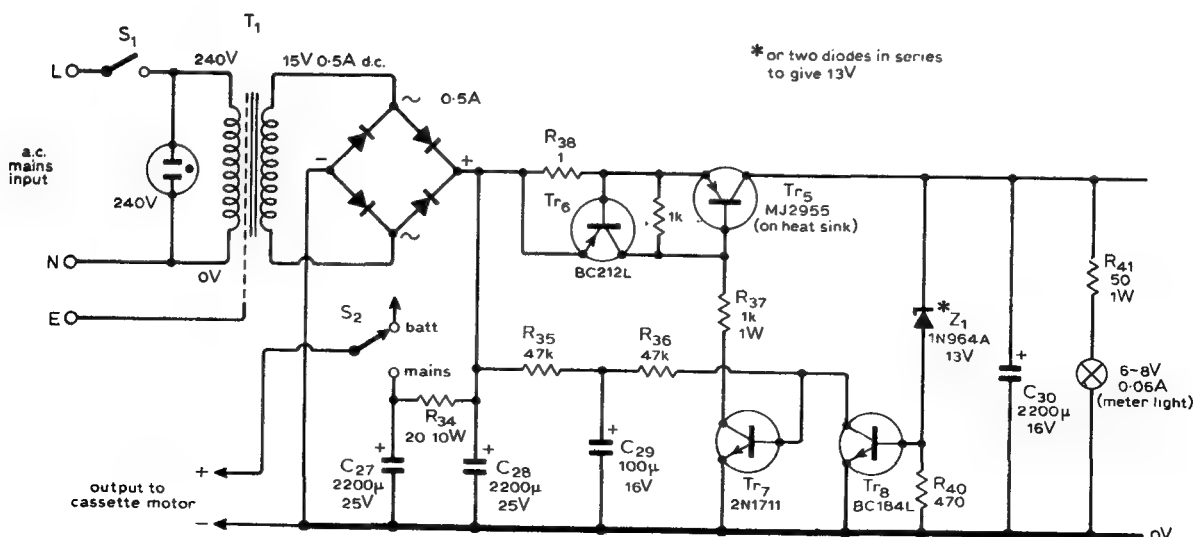 T1
S1
240V
15V 0·5A d.c.
* or two diodes in series
to give 13V
L
~
0·5A
a.c.
mains
input
240V
−
+
R38
1
Tr6
1k
Tr5
MJ2955
(on heat sink)
BC212L
N
0V
~
E
S2
batt
mains
R35
47k
R36
47k
R37
1k
1W
*
Z1
1N964A
13V
R41
50
1W
6-8V
0·06A
(meter light)
R34
20 10W
+
C27
2200μ
25V
+
C28
2200μ
25V
+
C29
100μ
16V
Tr7
2N1711
Tr8
BC184L
R40
470
+
C30
2200μ
16V
+
output to
cassette motor
−